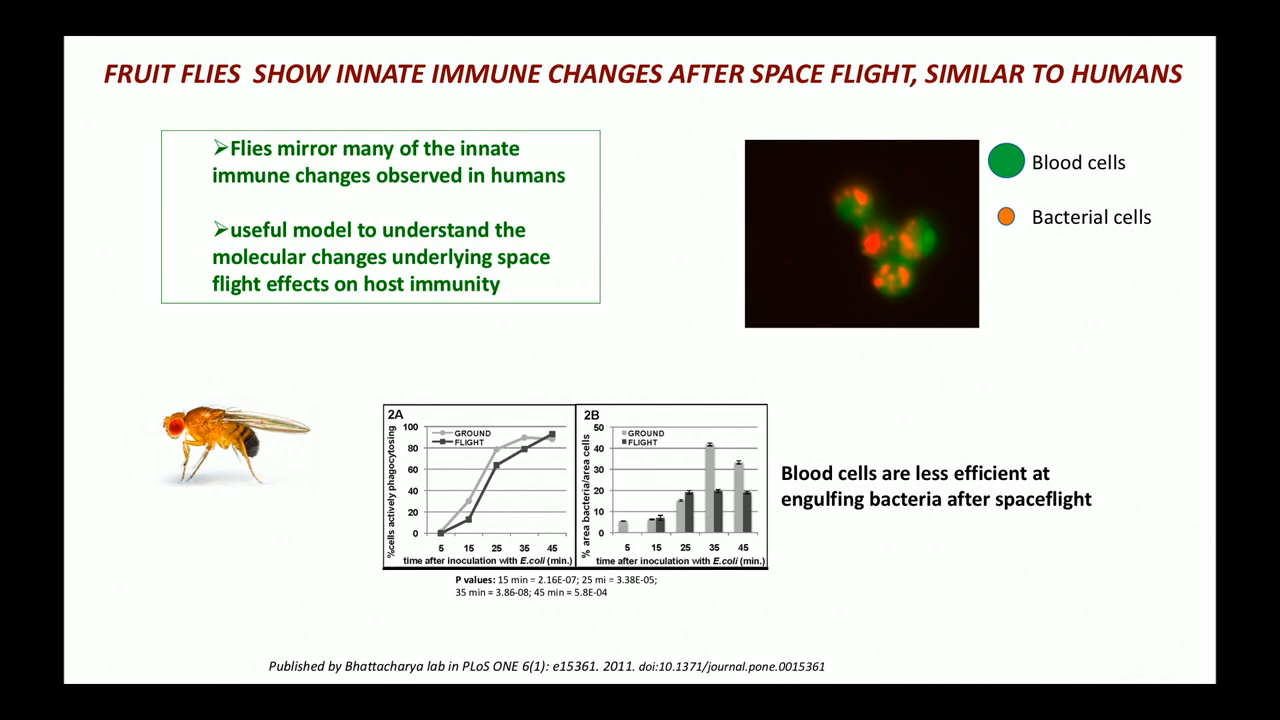 FRUIT FLIES  SHOW INNATE IMMUNE CHANGES AFTER SPACE FLIGHT, SIMILAR TO HUMANS
➢Flies mirror many of the innate
immune changes observed in humans
➢useful model to understand the
molecular changes underlying space
flight effects on host immunity
Blood cells
Bacterial cells
2A
100
80
60
40
20
0
GROUND
FLIGHT
%cells actively phagocytosing
5 15 25 35 45
time after inoculation with E.coli (min.)
2B
50
40
30
20
10
0
GROUND
FLIGHT
% area bacteria/area cells
5 15 25 35 45
time after inoculation with E.coli (min.)
Blood cells are less efficient at
engulfing bacteria after spaceflight
P values: 15 min = 2.16E-07; 25 mi = 3.38E-05;
35 min = 3.86-08; 45 min = 5.8E-04
Published by Bhattacharya lab in PLoS ONE 6(1): e15361. 2011. doi:10.1371/journal.pone.0015361